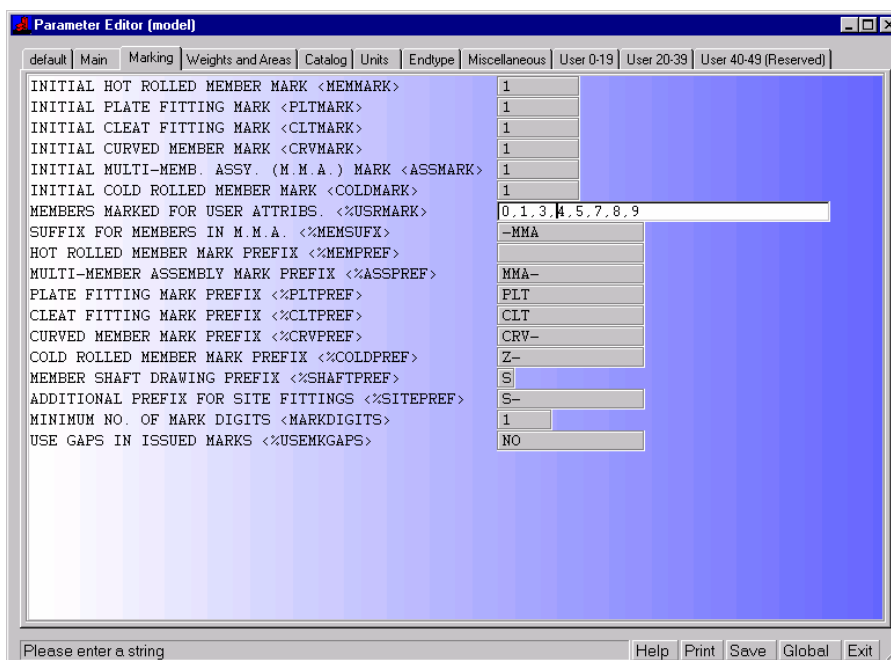 Parameter Editor (model)
default Main Marking Weights and Areas Catalog Units Endtype Miscellaneous User 0-19 User 20-39 User 40-49 (Reserved)
INITIAL HOT ROLLED MEMBER MARK <MEMMARK> 1
INITIAL PLATE FITTING MARK <PLTMARK> 1
INITIAL CLEAT FITTING MARK <CLTMARK> 1
INITIAL CURVED MEMBER MARK <CRVMARK> 1
INITIAL MULTI-MEMB. ASSY. (M.M.A.) MARK <ASSMARK> 1
INITIAL COLD ROLLED MEMBER MARK <COLDMARK> 1
MEMBERS MARKED FOR USER ATTRIBS. <%USRMARK> 0,1,3,4,5,7,8,9
SUFFIX FOR MEMBERS IN M.M.A. <%MEMSUFX> -MMA
HOT ROLLED MEMBER MARK PREFIX <%MEMPREF>
MULTI-MEMBER ASSEMBLY MARK PREFIX <%ASSPREF> MMA-
PLATE FITTING MARK PREFIX <%PLTPREF> PLT
CLEAT FITTING MARK PREFIX <%CLTPREF> CLT
CURVED MEMBER MARK PREFIX <%CRVPREF> CRV-
COLD ROLLED MEMBER MARK PREFIX <%COLDPREF> Z-
MEMBER SHAFT DRAWING PREFIX <%SHAFTPREF> S
ADDITIONAL PREFIX FOR SITE FITTINGS <%SITEPREF> S-
MINIMUM NO. OF MARK DIGITS <MARKDIGITS> 1
USE GAPS IN ISSUED MARKS <%USEMKGAPS> NO
Please enter a string Help Print Save Global Exit